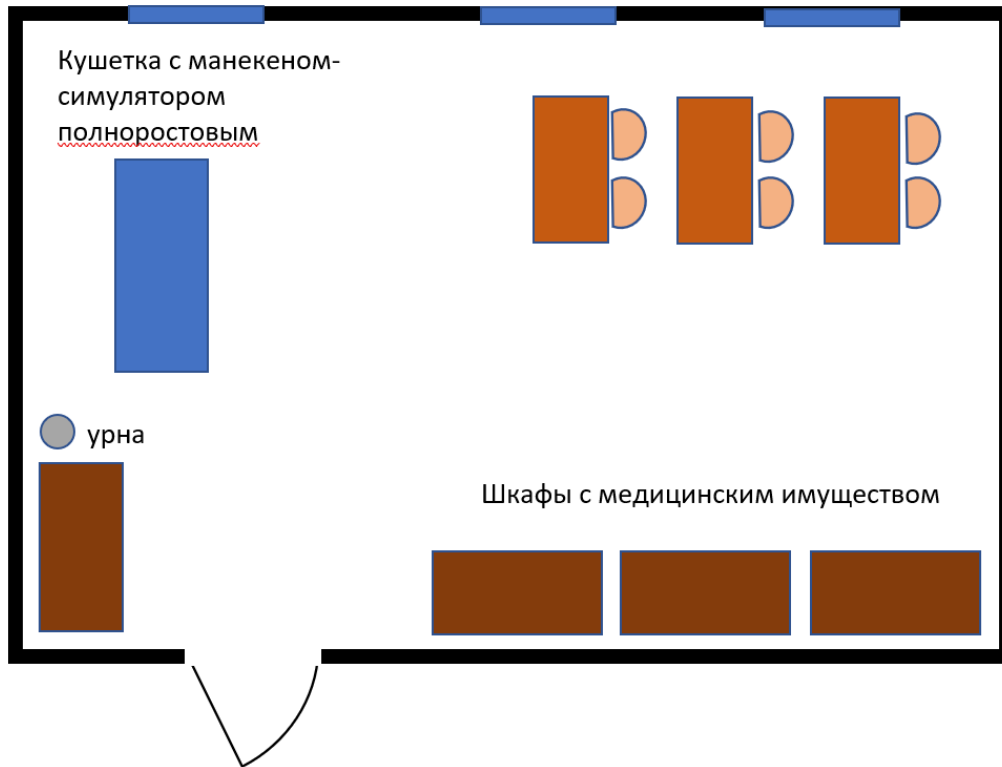 Кушетка с манекеном-
симулятором
полноростовым
урна
Шкафы с медицинским имуществом